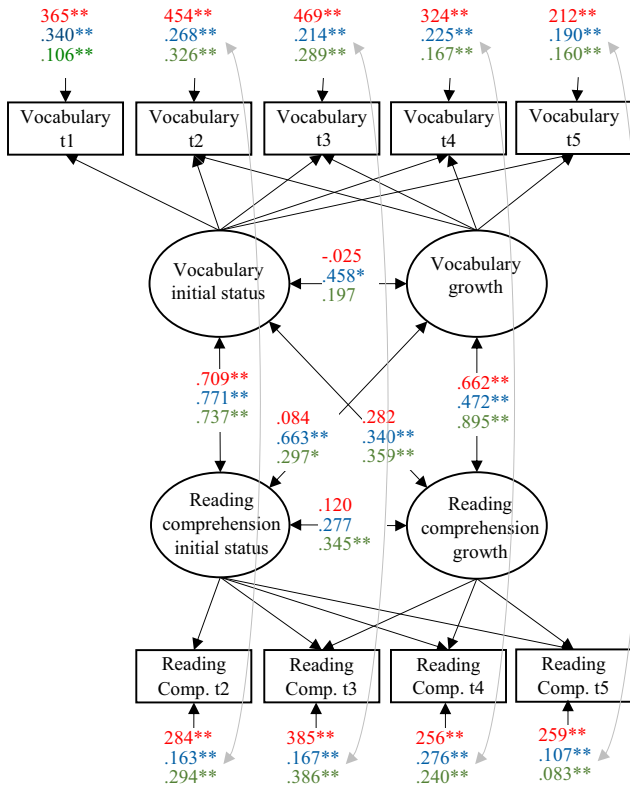 365** 454** 469** 324** 212**
.340** .268** .214** .225** .190**
.106** .326** .289** .167** .160**
Vocabulary t1
Vocabulary t2
Vocabulary t3
Vocabulary t4
Vocabulary t5
Vocabulary
initial status
-.025
.458*
.197
Vocabulary
growth
.709**
.771**
.737**
.084
.663**
.297*
.282
.340**
.359**
.662**
.472**
.895**
Reading
comprehension
initial status
.120
.277
.345**
Reading
comprehension
growth
Reading
Comp. t2
Reading
Comp. t3
Reading
Comp. t4
Reading
Comp. t5
284** 385** 256** 259**
.163** .167** .276** .107**
.294** .386** .240** .083**